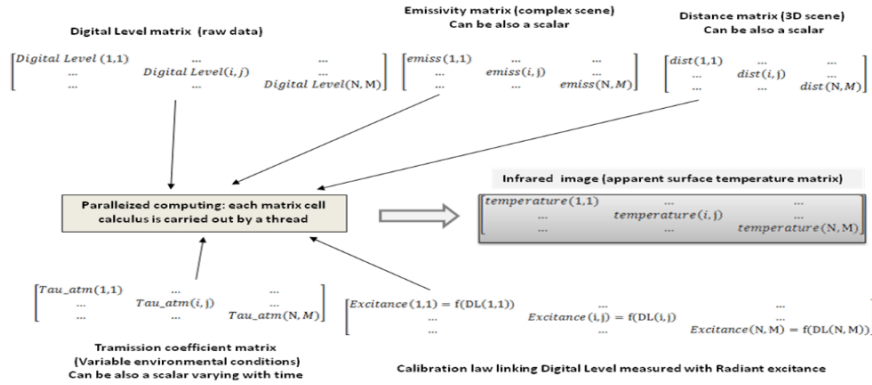 Digital Level matrix (raw data)
Emissivity matrix (complex scene)
Can be also a scalar
Distance matrix (3D scene)
Can be also a scalar
Digital Level (1,1) ... ...
... Digital Level(i,j) ...
... ... Digital Level(N,M)
emiss(1,1) ... ...
... emiss(i,j) ...
... ... emiss(N,M)
dist(1,1) ... ...
... dist(i,j) ...
... ... dist(N,M)
Paralleized computing: each matrix cell
calculus is carried out by a thread
Infrared image (apparent surface temperature matrix)
temperature(1,1) ... ...
... temperature(i,j) ...
... ... temperature(N,M)
Tau_atm(1,1) ... ...
... Tau_atm(i,j) ...
... ... Tau_atm(N,M)
Tramission coefficient matrix
(Variable environmental conditions)
Can be also a scalar varying with time
Excitance(1,1) = f(DL(1,1)) ... ...
... Excitance(i,j) = f(DL(i,j) ...
... ... Excitance(N,M) = f(DL(N,M))
Calibration law linking Digital Level measured with Radiant excitance